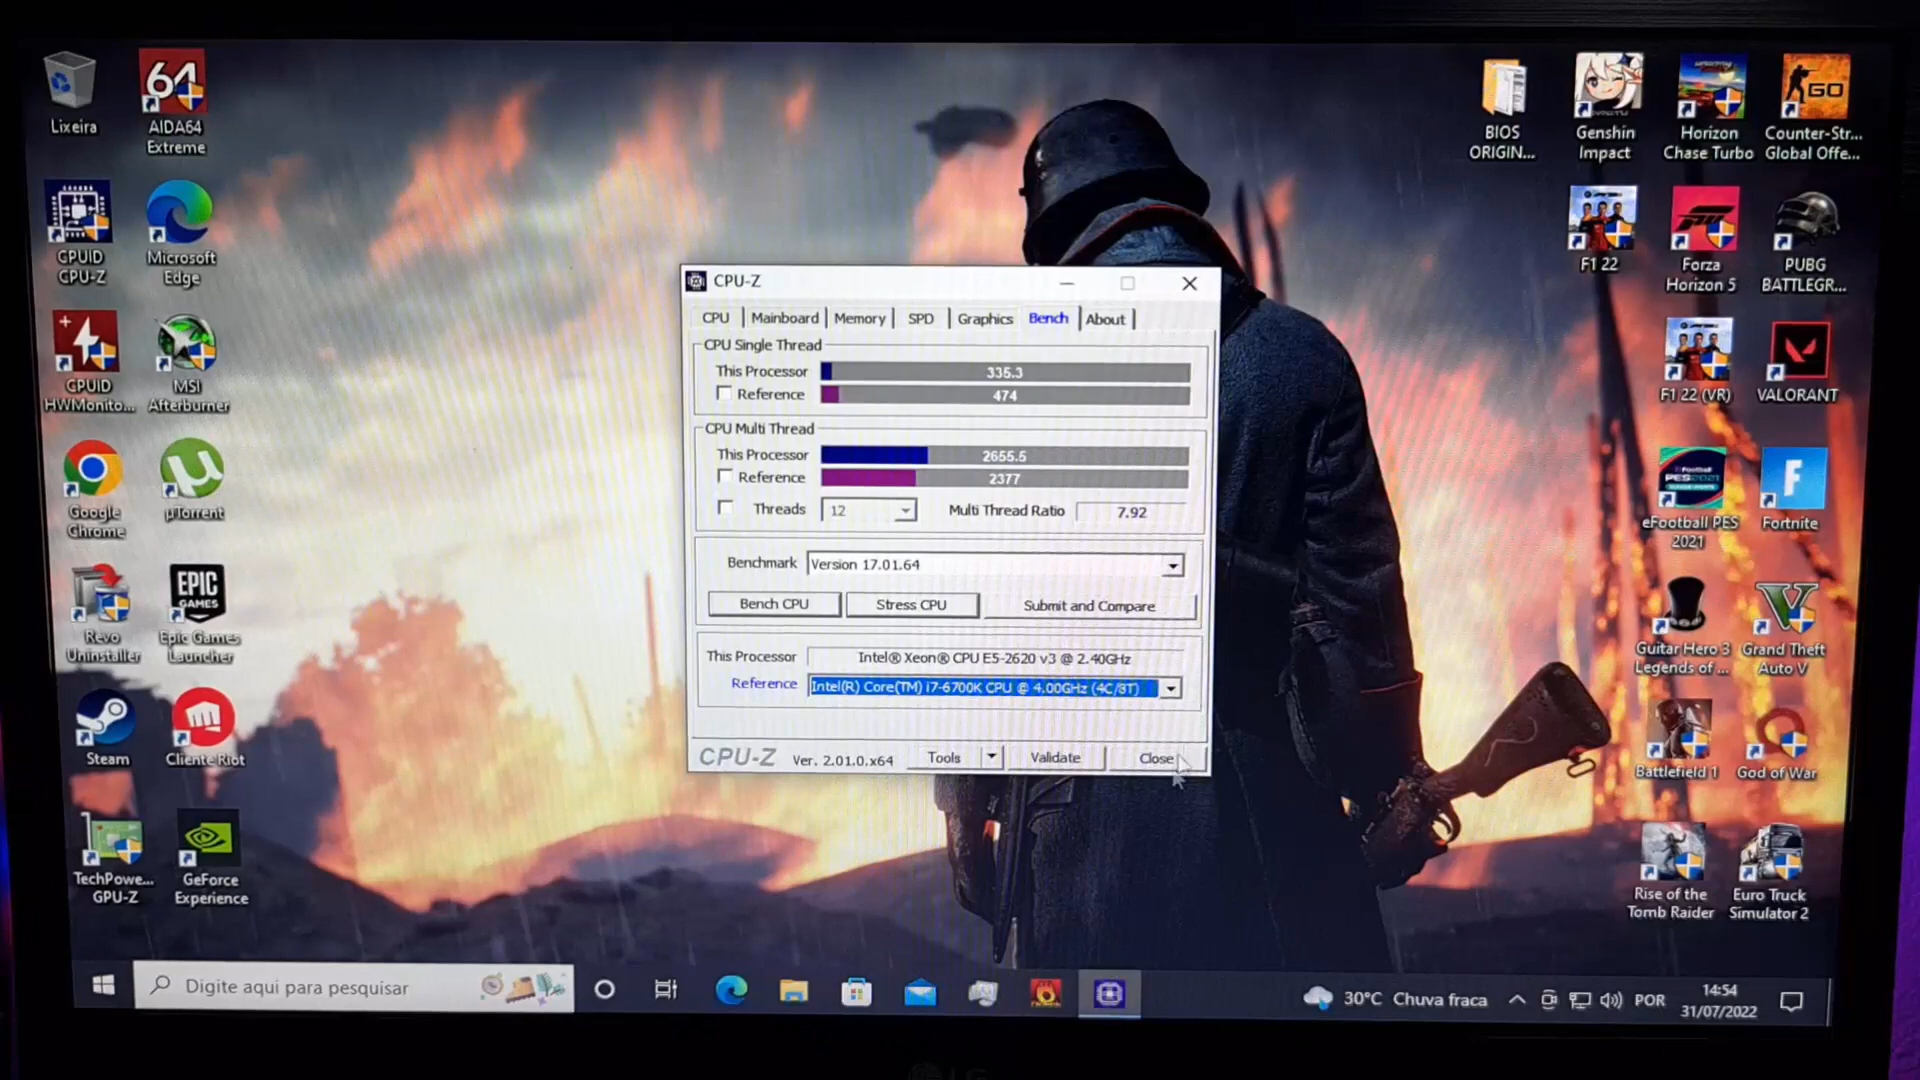 Lixeira
64
AIDA64
Extreme
CPUID
CPU-Z
Microsoft
Edge
CPUID
HWMonito...
MSI
Afterburner
Google
Chrome
µTorrent
Revo
Uninstaller
EPIC
GAMES
Epic Games
Launcher
Steam
Cliente Riot
TechPowe...
GPU-Z
GeForce
Experience
CPU-Z
CPU
Mainboard
Memory
SPD
Graphics
Bench
About
CPU Single Thread
This Processor 335.3
Reference 474
CPU Multi Thread
This Processor 2655.5
Reference 2377
Threads 12 Multi Thread Ratio 7.92
Benchmark Version 17.01.64
Bench CPU Stress CPU Submit and Compare
This Processor Intel® Xeon® CPU E5-2620 v3 @ 2.40GHz
Reference Intel(R) Core(TM) i7-6700K CPU @ 4.00GHz (4C/8T)
CPU-Z Ver. 2.01.0.x64 Tools Validate Close
BIOS
ORIGIN...
Genshin
Impact
Horizon
Chase Turbo
GO
Counter-Str...
Global Offe...
F1 22
Forza
Horizon 5
PUBG
BATTLEGR...
F1 22 (VR)
VALORANT
PES2021
eFootball PES
2021
F
Fortnite
Guitar Hero 3
Legends of ...
V
Grand Theft
Auto V
Battlefield 1
God of War
Rise of the
Tomb Raider
Euro Truck
Simulator 2
Digite aqui para pesquisar
30°C Chuva fraca
POR
14:54
31/07/2022